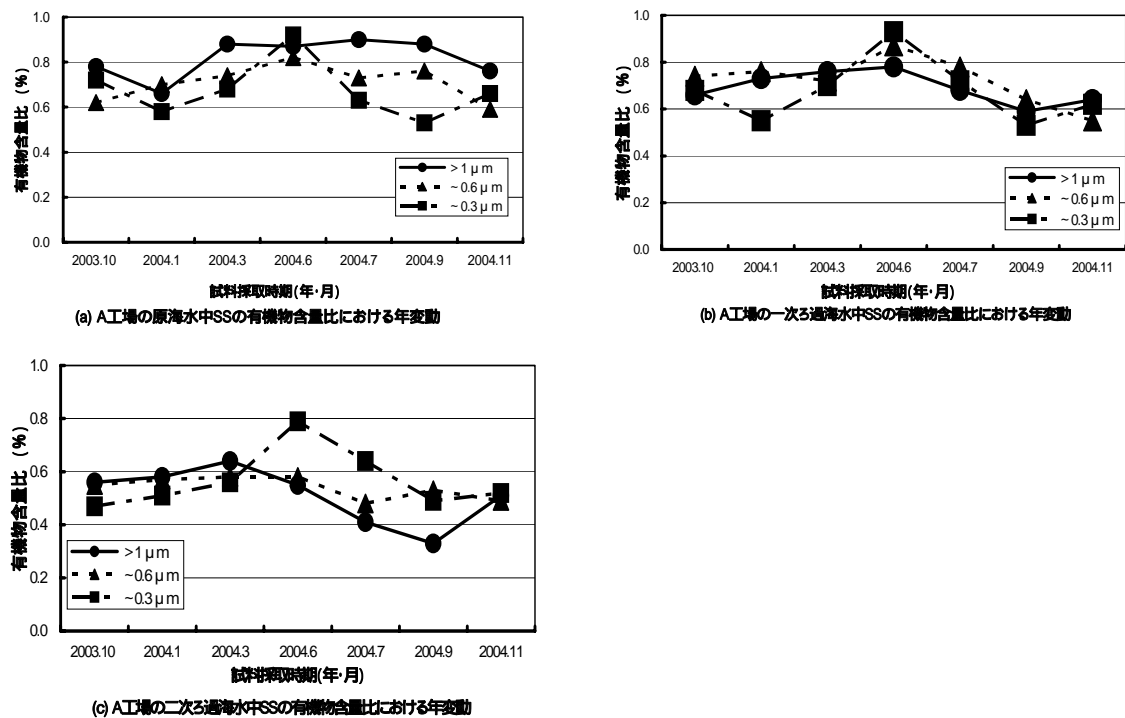 1.0
0.8
0.6
0.4
0.2
0.0
有機物含量比 (%)
>1μm
~0.6μm
~0.3μm
2003.10 2004.1 2004.3 2004.6 2004.7 2004.9 2004.11
試料採取時期(年・月)
(a) A工場の原海水中SSの有機物含量比における年変動
1.0
0.8
0.6
0.4
0.2
0.0
有機物含量比 (%)
>1μm
~0.6μm
~0.3μm
2003.10 2004.1 2004.3 2004.6 2004.7 2004.9 2004.11
試料採取時期(年・月)
(b) A工場の一次ろ過海水中SSの有機物含量比における年変動
1.0
0.8
0.6
0.4
0.2
0.0
有機物含量比 (%)
>1μm
~0.6μm
~0.3μm
2003.10 2004.1 2004.3 2004.6 2004.7 2004.9 2004.11
試料採取時期(年・月)
(c) A工場の二次ろ過海水中SSの有機物含量比における年変動